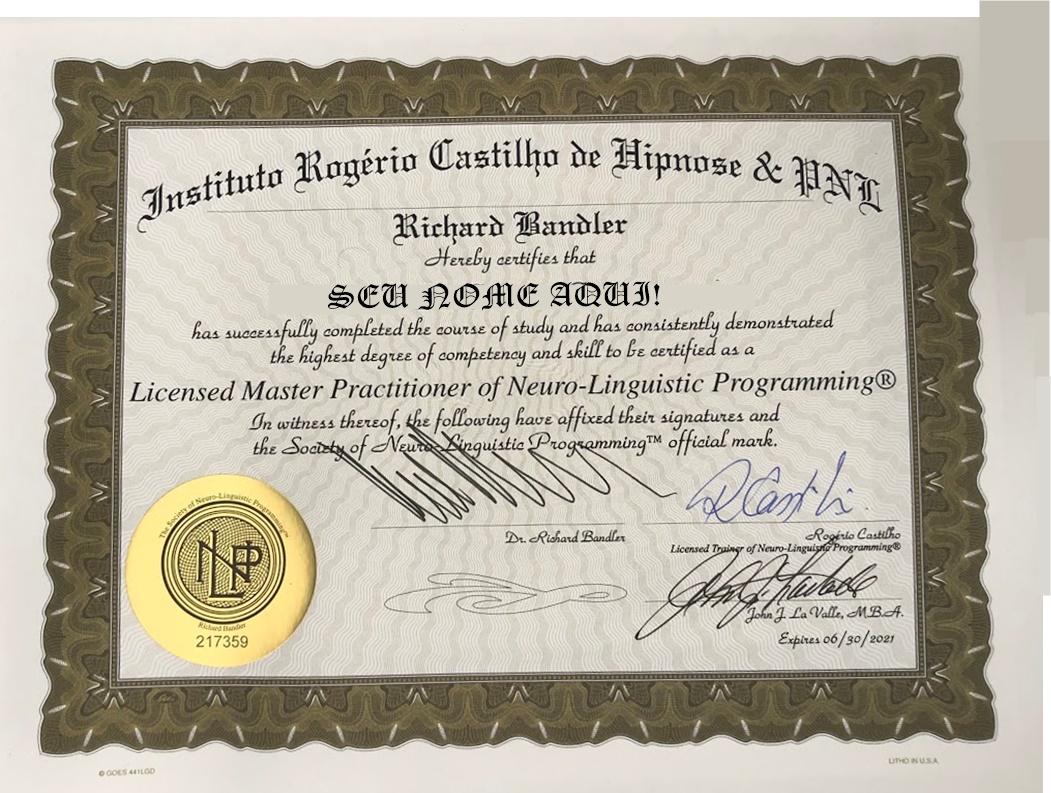 Instituto Rogério Castilho de Hipnose & PNL
Richard Bandler
Hereby certifies that
SEU NOME AQUI!
has successfully completed the course of study and has consistently demonstrated
the highest degree of competency and skill to be certified as a
Licensed Master Practitioner of Neuro-Linguistic Programming®
In witness thereof, the following have affixed their signatures and
the Society of Neuro-Linguistic Programming™ official mark.
R Castilho
Dr. Richard Bandler
Rogério Castilho
Licensed Trainer of Neuro-Linguistic Programming®
John J. La Valle, M.B.A.
Expires 06/30/2021
The Society of Neuro-Linguistic Programming™
NLP
Richard Bandler
217359
© GOES 441LGD
LITHO IN U.S.A.